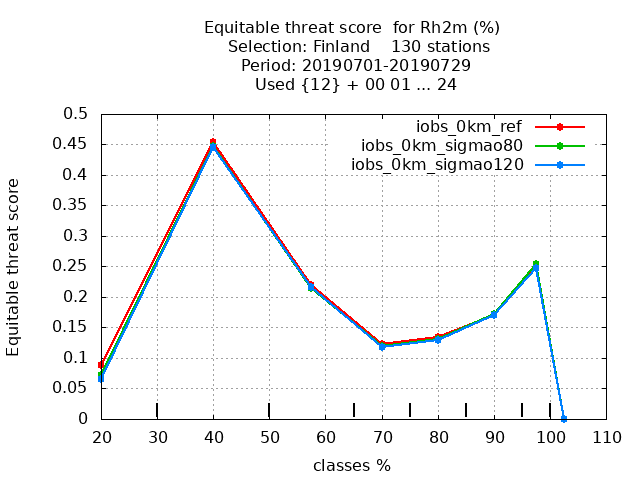 Equitable threat score  for Rh2m (%)
Selection: Finland    130 stations
Period: 20190701-20190729
Used {12} + 00 01 ... 24
iobs_0km_ref
iobs_0km_sigmao80
iobs_0km_sigmao120
Equitable threat score
0.5
0.45
0.4
0.35
0.3
0.25
0.2
0.15
0.1
0.05
0
20 30 40 50 60 70 80 90 100 110
classes %